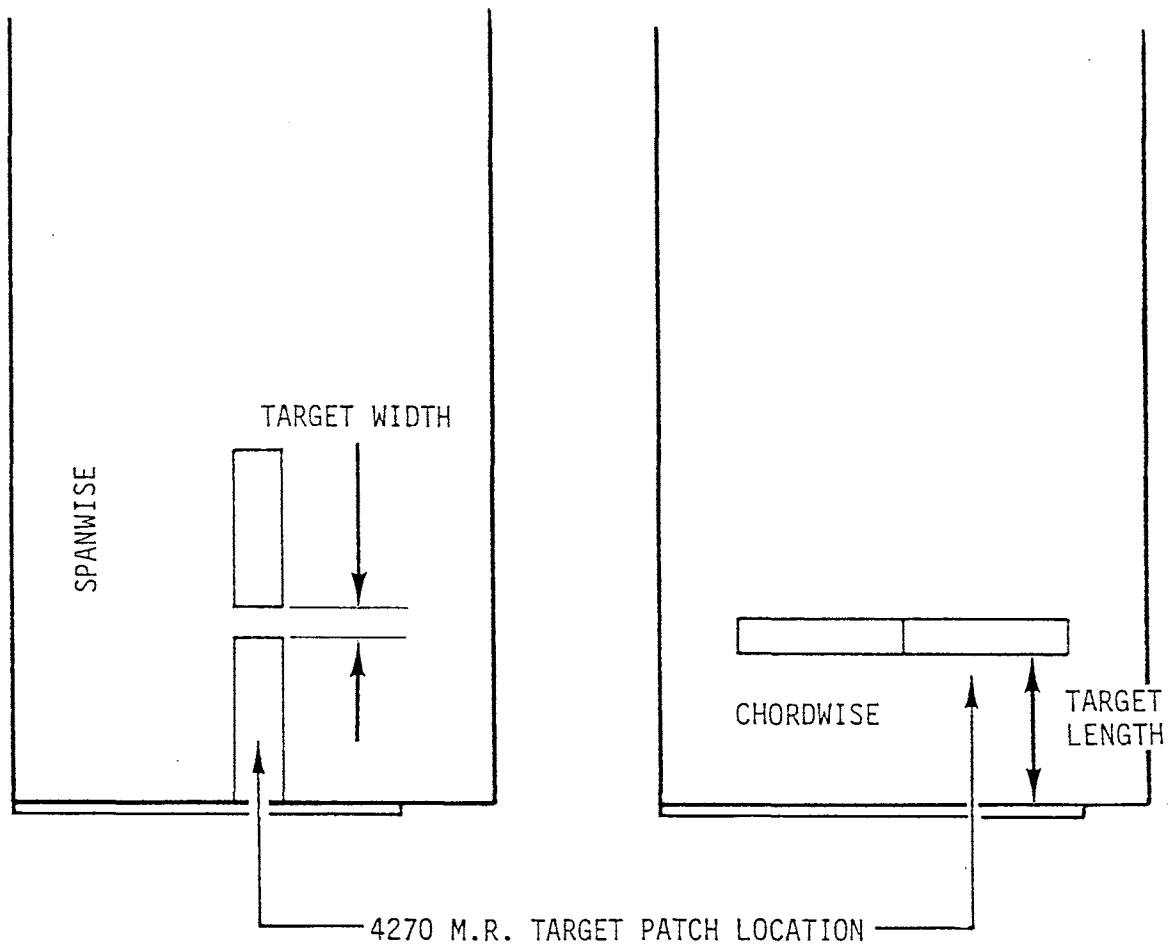 TARGET WIDTH
SPANWISE
CHORDWISE
TARGET
LENGTH
4270 M.R. TARGET PATCH LOCATION